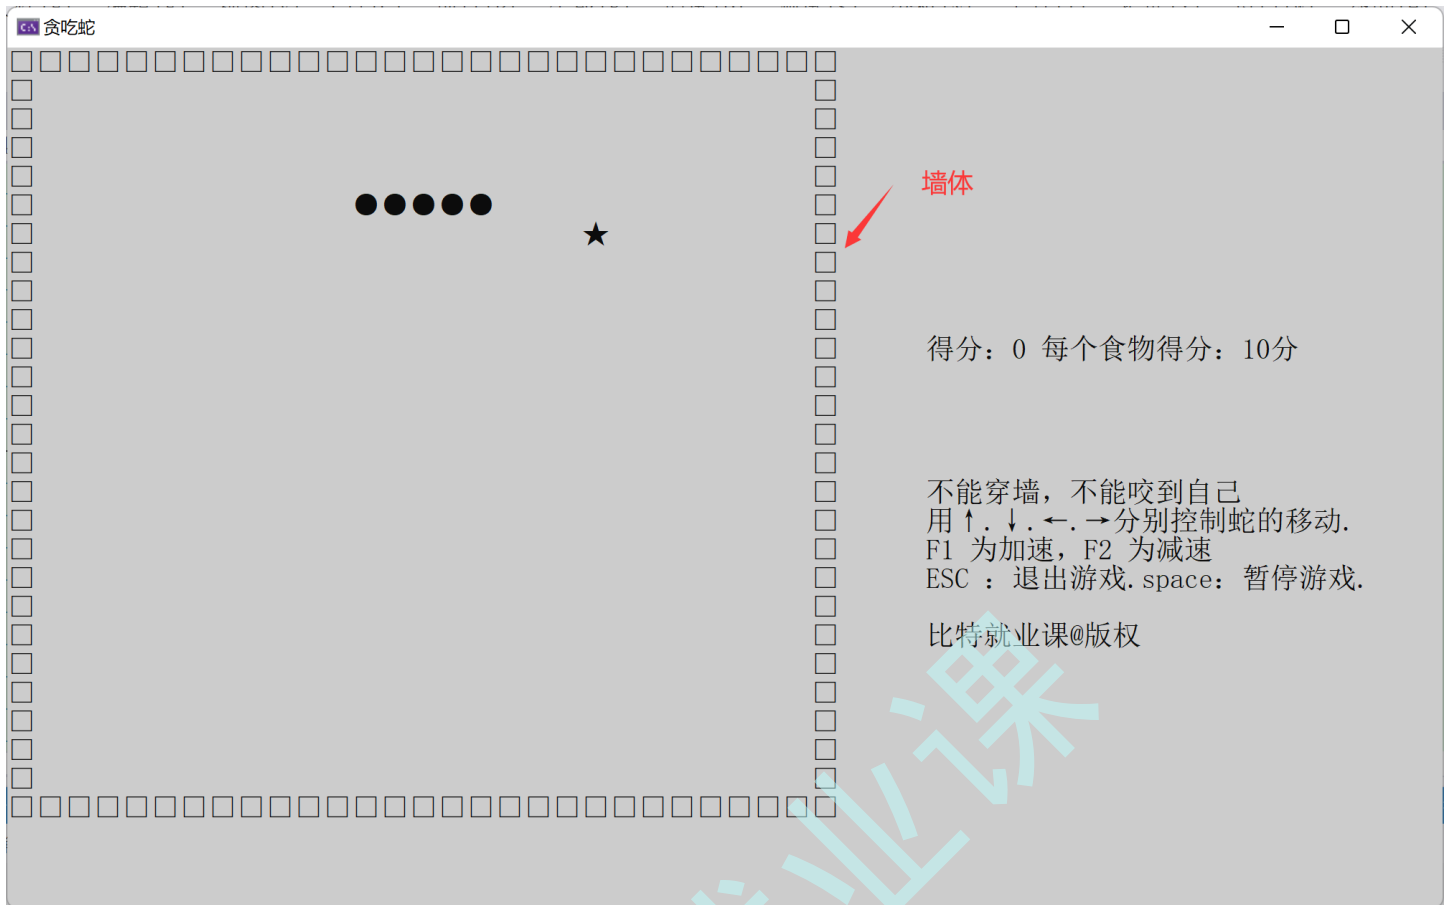 贪吃蛇
墙体
得分：0 每个食物得分：10分
不能穿墙，不能咬到自己
用↑.↓.←.→分别控制蛇的移动.
F1 为加速，F2 为减速
ESC ：退出游戏.space：暂停游戏.
比特就业课@版权
业课